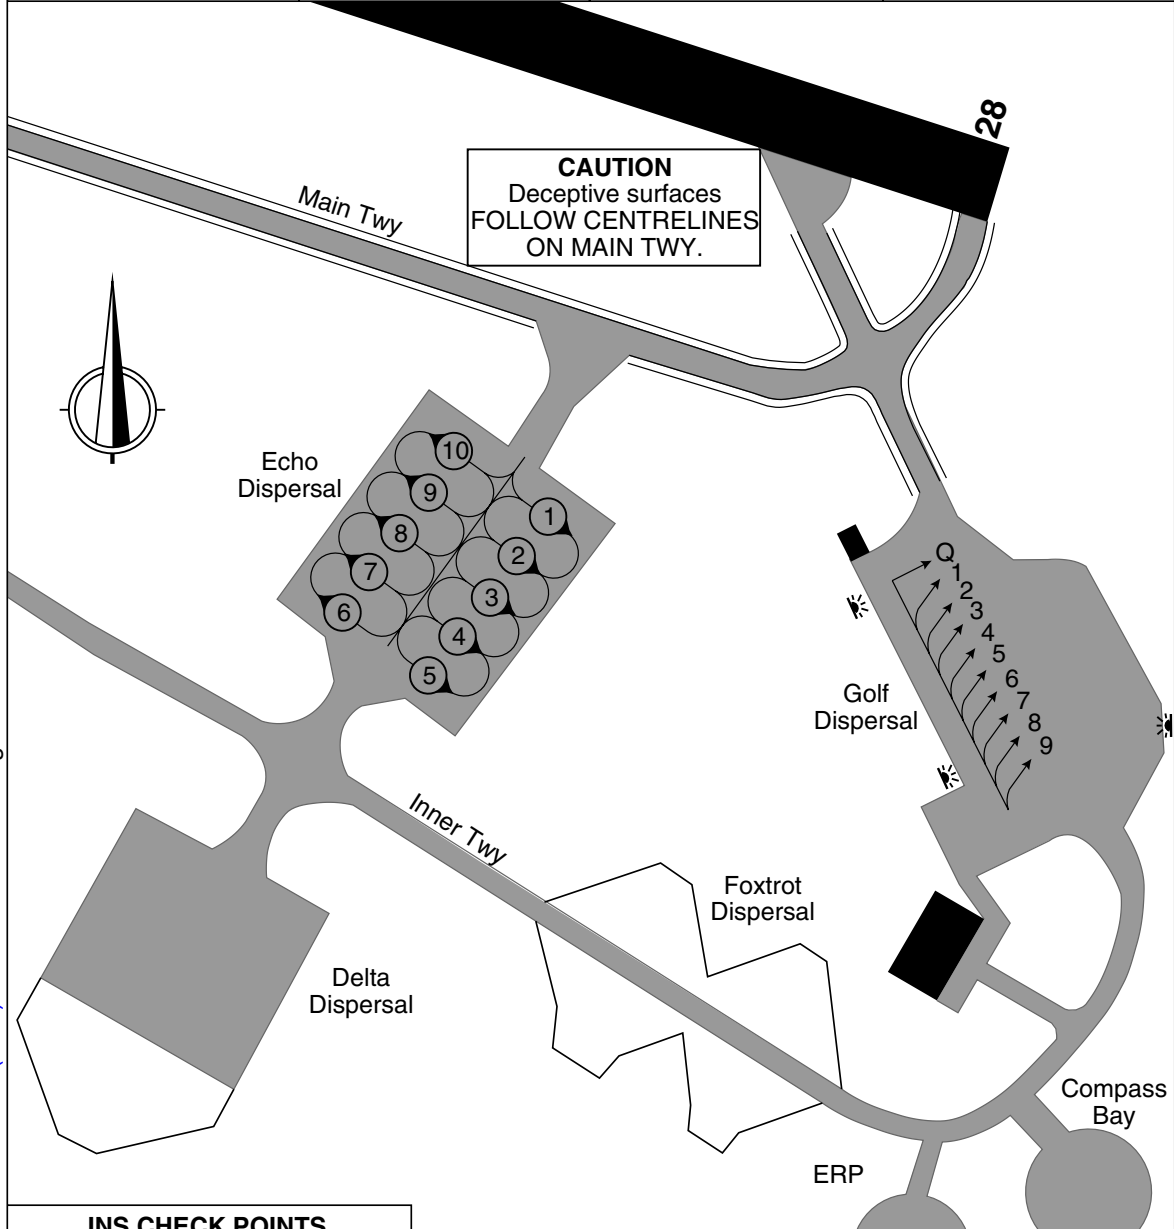 28
CAUTION
Deceptive surfaces
FOLLOW CENTRELINES
ON MAIN TWY.
Main Twy
Echo
Dispersal
10
9
8
7
6
1
2
3
4
5
Q
1
2
3
4
5
6
7
8
9
Golf
Dispersal
Inner Twy
Foxtrot
Dispersal
Delta
Dispersal
Compass
Bay
ERP
INS CHECK POINTS